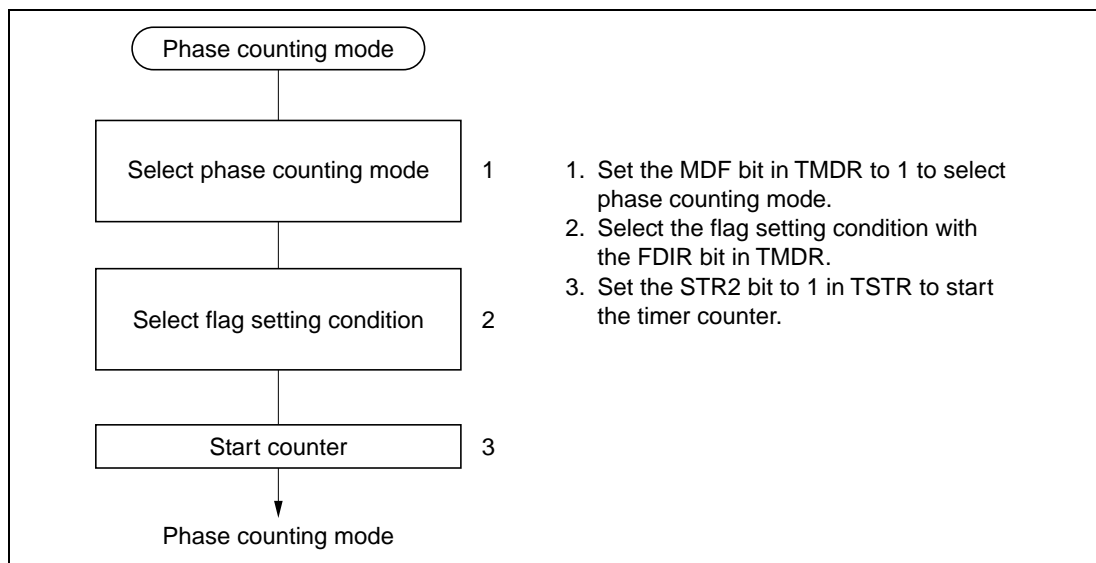 Phase counting mode
Select phase counting mode 1
Select flag setting condition 2
Start counter 3
Phase counting mode
1. Set the MDF bit in TMDR to 1 to select
phase counting mode.
2. Select the flag setting condition with
the FDIR bit in TMDR.
3. Set the STR2 bit to 1 in TSTR to start
the timer counter.